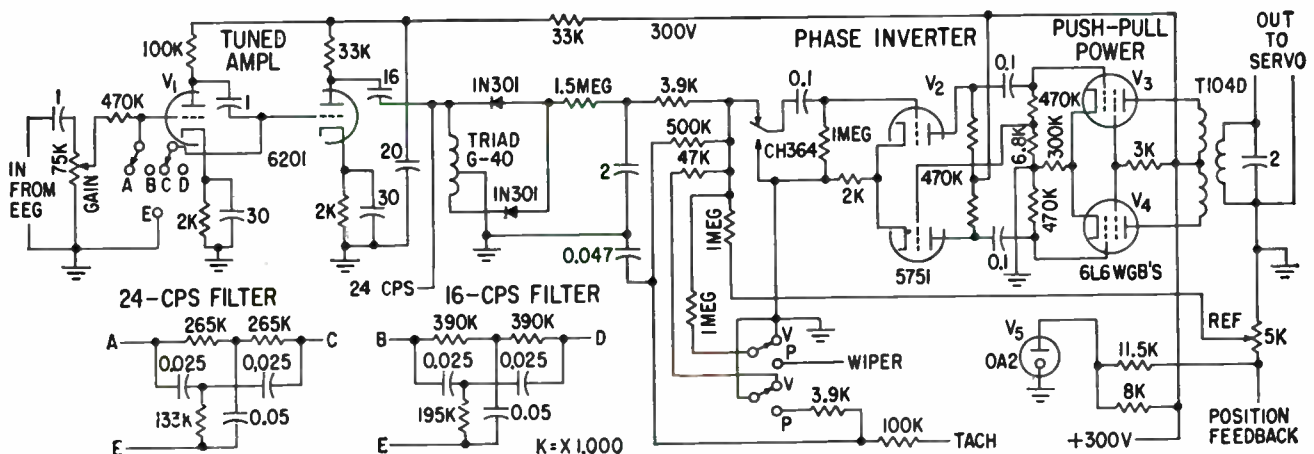 33K
300V
100K
TUNED
AMPL
33K
PHASE INVERTER
PUSH-PULL
POWER
OUT
TO
SERVO
V1
16
1N301
1.5MEG
3.9K
0.1
V2
0.1
V3
T104D
1
470K
1
6201
500K
47K
1MEG
CH364
470K
6.8K
300K
3K
IN
FROM
EEG
75K
GAIN
A
B
C
D
E
2K
30
2K
30
20
TRIAD
G-40
1N301
2
2K
470K
470K
V4
2
0.047
5751
0.1
6L6WGB'S
24 CPS
1MEG
1MEG
24-CPS FILTER
16-CPS FILTER
A
265K
265K
C
0.025
0.025
133K
0.05
E
B
390K
390K
D
0.025
0.025
195K
0.05
E
K=X1,000
V
P
WIPER
V
P
3.9K
100K
TACH
V5
OA2
REF
5K
11.5K
8K
+300V
POSITION
FEEDBACK